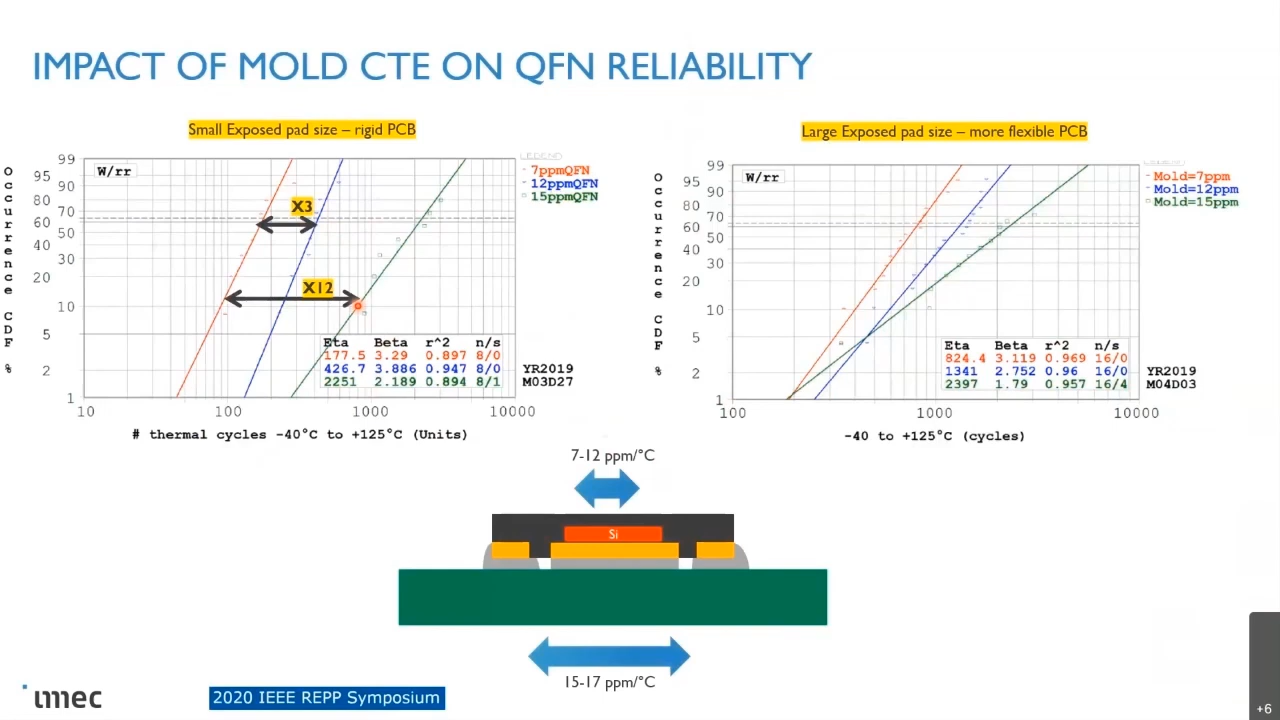 IMPACT OF MOLD CTE ON QFN RELIABILITY
Small Exposed pad size – rigid PCB
Occurrence CDF %
W/rr
99
95
90
80
70
60
50
40
30
20
10
5
2
1
10
100
1000
10000
7ppmQFN
12ppmQFN
15ppmQFN
X3
X12
Eta Beta r^2 n/s
177.5 3.29 0.897 8/0
426.7 3.886 0.947 8/0
2251 2.189 0.894 8/1
YR2019
M03D27
# thermal cycles -40°C to +125°C (Units)
Large Exposed pad size – more flexible PCB
Occurrence CDF %
W/rr
99
95
90
80
70
60
50
40
30
20
10
5
2
1
100
1000
10000
Mold=7ppm
Mold=12ppm
Mold=15ppm
Eta Beta r^2 n/s
824.4 3.119 0.969 16/0
1341 2.752 0.96 16/0
2397 1.79 0.957 16/4
YR2019
M04D03
-40 to +125°C (cycles)
7-12 ppm/°C
Si
15-17 ppm/°C
imec
2020 IEEE REPP Symposium
+6